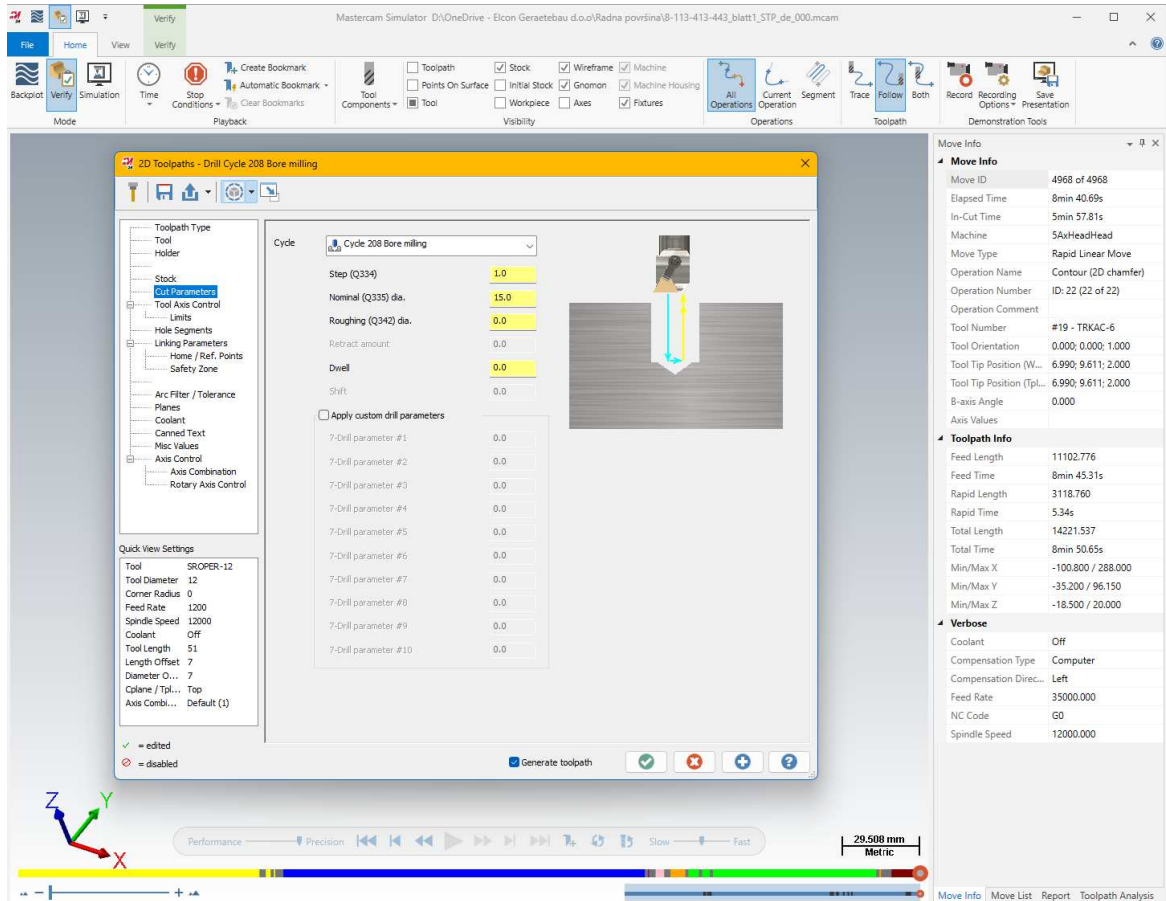 Verify
Mastercam Simulator D:\OneDrive - Elcon Geraetebau d.o.o\Radna površina\8-113-413-443_blatt1_STP_de_000.mcam
File Home View Verify
Backplot Verify Simulation
Mode
Time
Stop Conditions
Create Bookmark
Automatic Bookmark
Clear Bookmarks
Playback
Tool Components
Toolpath
Points On Surface
Tool
Stock
Initial Stock
Workpiece
Wireframe
Gnomon
Axes
Machine
Machine Housing
Fixtures
Visibility
All Operations
Current Operation
Segment
Operations
Trace Follow Both
Toolpath
Record
Recording Options
Save Presentation
Demonstration Tools
2D Toolpaths - Drill Cycle 208 Bore milling
Toolpath Type
Tool
Holder
Stock
Cut Parameters
Tool Axis Control
Limits
Hole Segments
Linking Parameters
Home / Ref. Points
Safety Zone
Arc Filter / Tolerance
Planes
Coolant
Canned Text
Misc Values
Axis Control
Axis Combination
Rotary Axis Control
Quick View Settings
Tool SROPER-12
Tool Diameter 12
Corner Radius 0
Feed Rate 1200
Spindle Speed 12000
Coolant Off
Tool Length 51
Length Offset 7
Diameter O... 7
Cplane / Tpl... Top
Axis Combi... Default (1)
= edited
= disabled
Cycle Cycle 208 Bore milling
Step (Q334) 1.0
Nominal (Q335) dia. 15.0
Roughing (Q342) dia. 0.0
Retract amount 0.0
Dwell 0.0
Shift 0.0
Apply custom drill parameters
7-Drill parameter #1 0.0
7-Drill parameter #2 0.0
7-Drill parameter #3 0.0
7-Drill parameter #4 0.0
7-Drill parameter #5 0.0
7-Drill parameter #6 0.0
7-Drill parameter #7 0.0
7-Drill parameter #8 0.0
7-Drill parameter #9 0.0
7-Drill parameter #10 0.0
Generate toolpath
Move Info
Move Info
Move ID 4968 of 4968
Elapsed Time 8min 40.69s
In-Cut Time 5min 57.81s
Machine 5AxHeadHead
Move Type Rapid Linear Move
Operation Name Contour (2D chamfer)
Operation Number ID: 22 (22 of 22)
Operation Comment
Tool Number #19 - TRKAC-6
Tool Orientation 0.000; 0.000; 1.000
Tool Tip Position (W... 6.990; 9.611; 2.000
Tool Tip Position (Tpl... 6.990; 9.611; 2.000
B-axis Angle 0.000
Axis Values
Toolpath Info
Feed Length 11102.776
Feed Time 8min 45.31s
Rapid Length 3118.760
Rapid Time 5.34s
Total Length 14221.537
Total Time 8min 50.65s
Min/Max X -100.800 / 288.000
Min/Max Y -35.200 / 96.150
Min/Max Z -18.500 / 20.000
Verbose
Coolant Off
Compensation Type Computer
Compensation Direc... Left
Feed Rate 35000.000
NC Code G0
Spindle Speed 12000.000
Z Y X
Performance Precision
Slow Fast
29.508 mm
Metric
Move Info Move List Report Toolpath Analysis